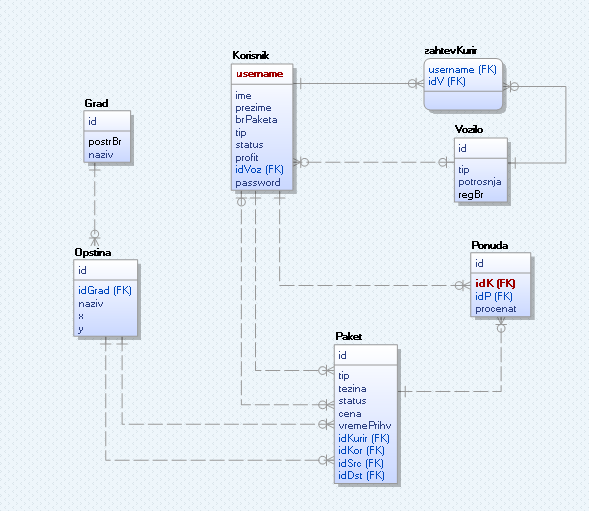 Korisnik
username
ime
prezime
brPaketa
tip
status
profit
idVoz (FK)
password
zahtevKurir
username (FK)
idV (FK)
Grad
id
postrBr
naziv
Vozilo
id
tip
potrosnja
regBr
Opstina
id
idGrad (FK)
naziv
x
y
Ponuda
id
idK (FK)
idP (FK)
procenat
Paket
id
tip
tezina
status
cena
vremePrihv
idKurir (FK)
idKor (FK)
idSrc (FK)
idDst (FK)